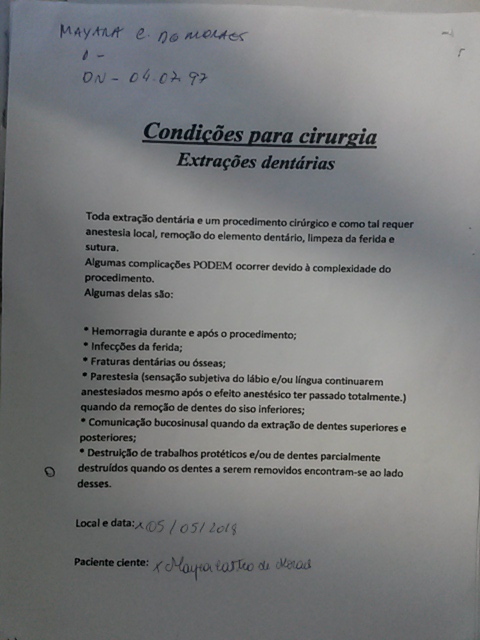 MAYARA C. DE MORAES
DN - 04.07.97
Condições para cirurgia
Extrações dentárias
Toda extração dentária e um procedimento cirúrgico e como tal requer
anestesia local, remoção do elemento dentário, limpeza da ferida e
sutura.
Algumas complicações PODEM ocorrer devido à complexidade do
procedimento.
Algumas delas são:
* Hemorragia durante e após o procedimento;
* Infecções da ferida;
* Fraturas dentárias ou ósseas;
* Parestesia (sensação subjetiva do lábio e/ou língua continuarem
anestesiados mesmo após o efeito anestésico ter passado totalmente.)
quando da remoção de dentes do siso inferiores;
* Comunicação bucosinusal quando da extração de dentes superiores e
posteriores;
* Destruição de trabalhos protéticos e/ou de dentes parcialmente
destruídos quando os dentes a serem removidos encontram-se ao lado
desses.
Local e data: 05/05/2018
Paciente ciente: x Mayra Castro de